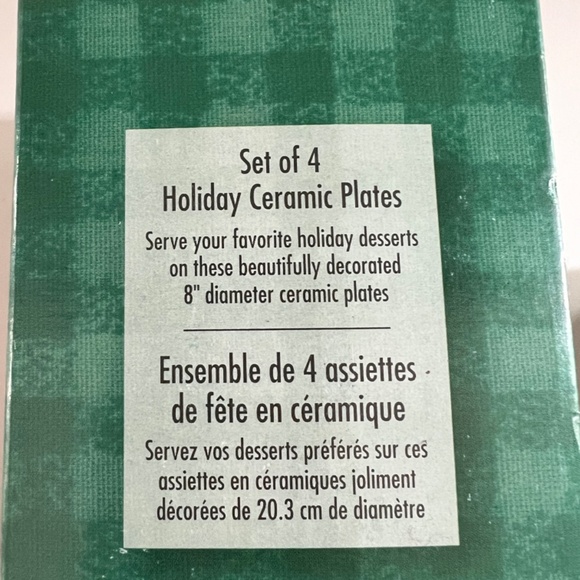 Set of 4
Holiday Ceramic Plates
Serve your favorite holiday desserts
on these beautifully decorated
8" diameter ceramic plates
Ensemble de 4 assiettes
de fête en céramique
Servez vos desserts préférés sur ces
assiettes en céramiques joliment
décorées de 20.3 cm de diamètre